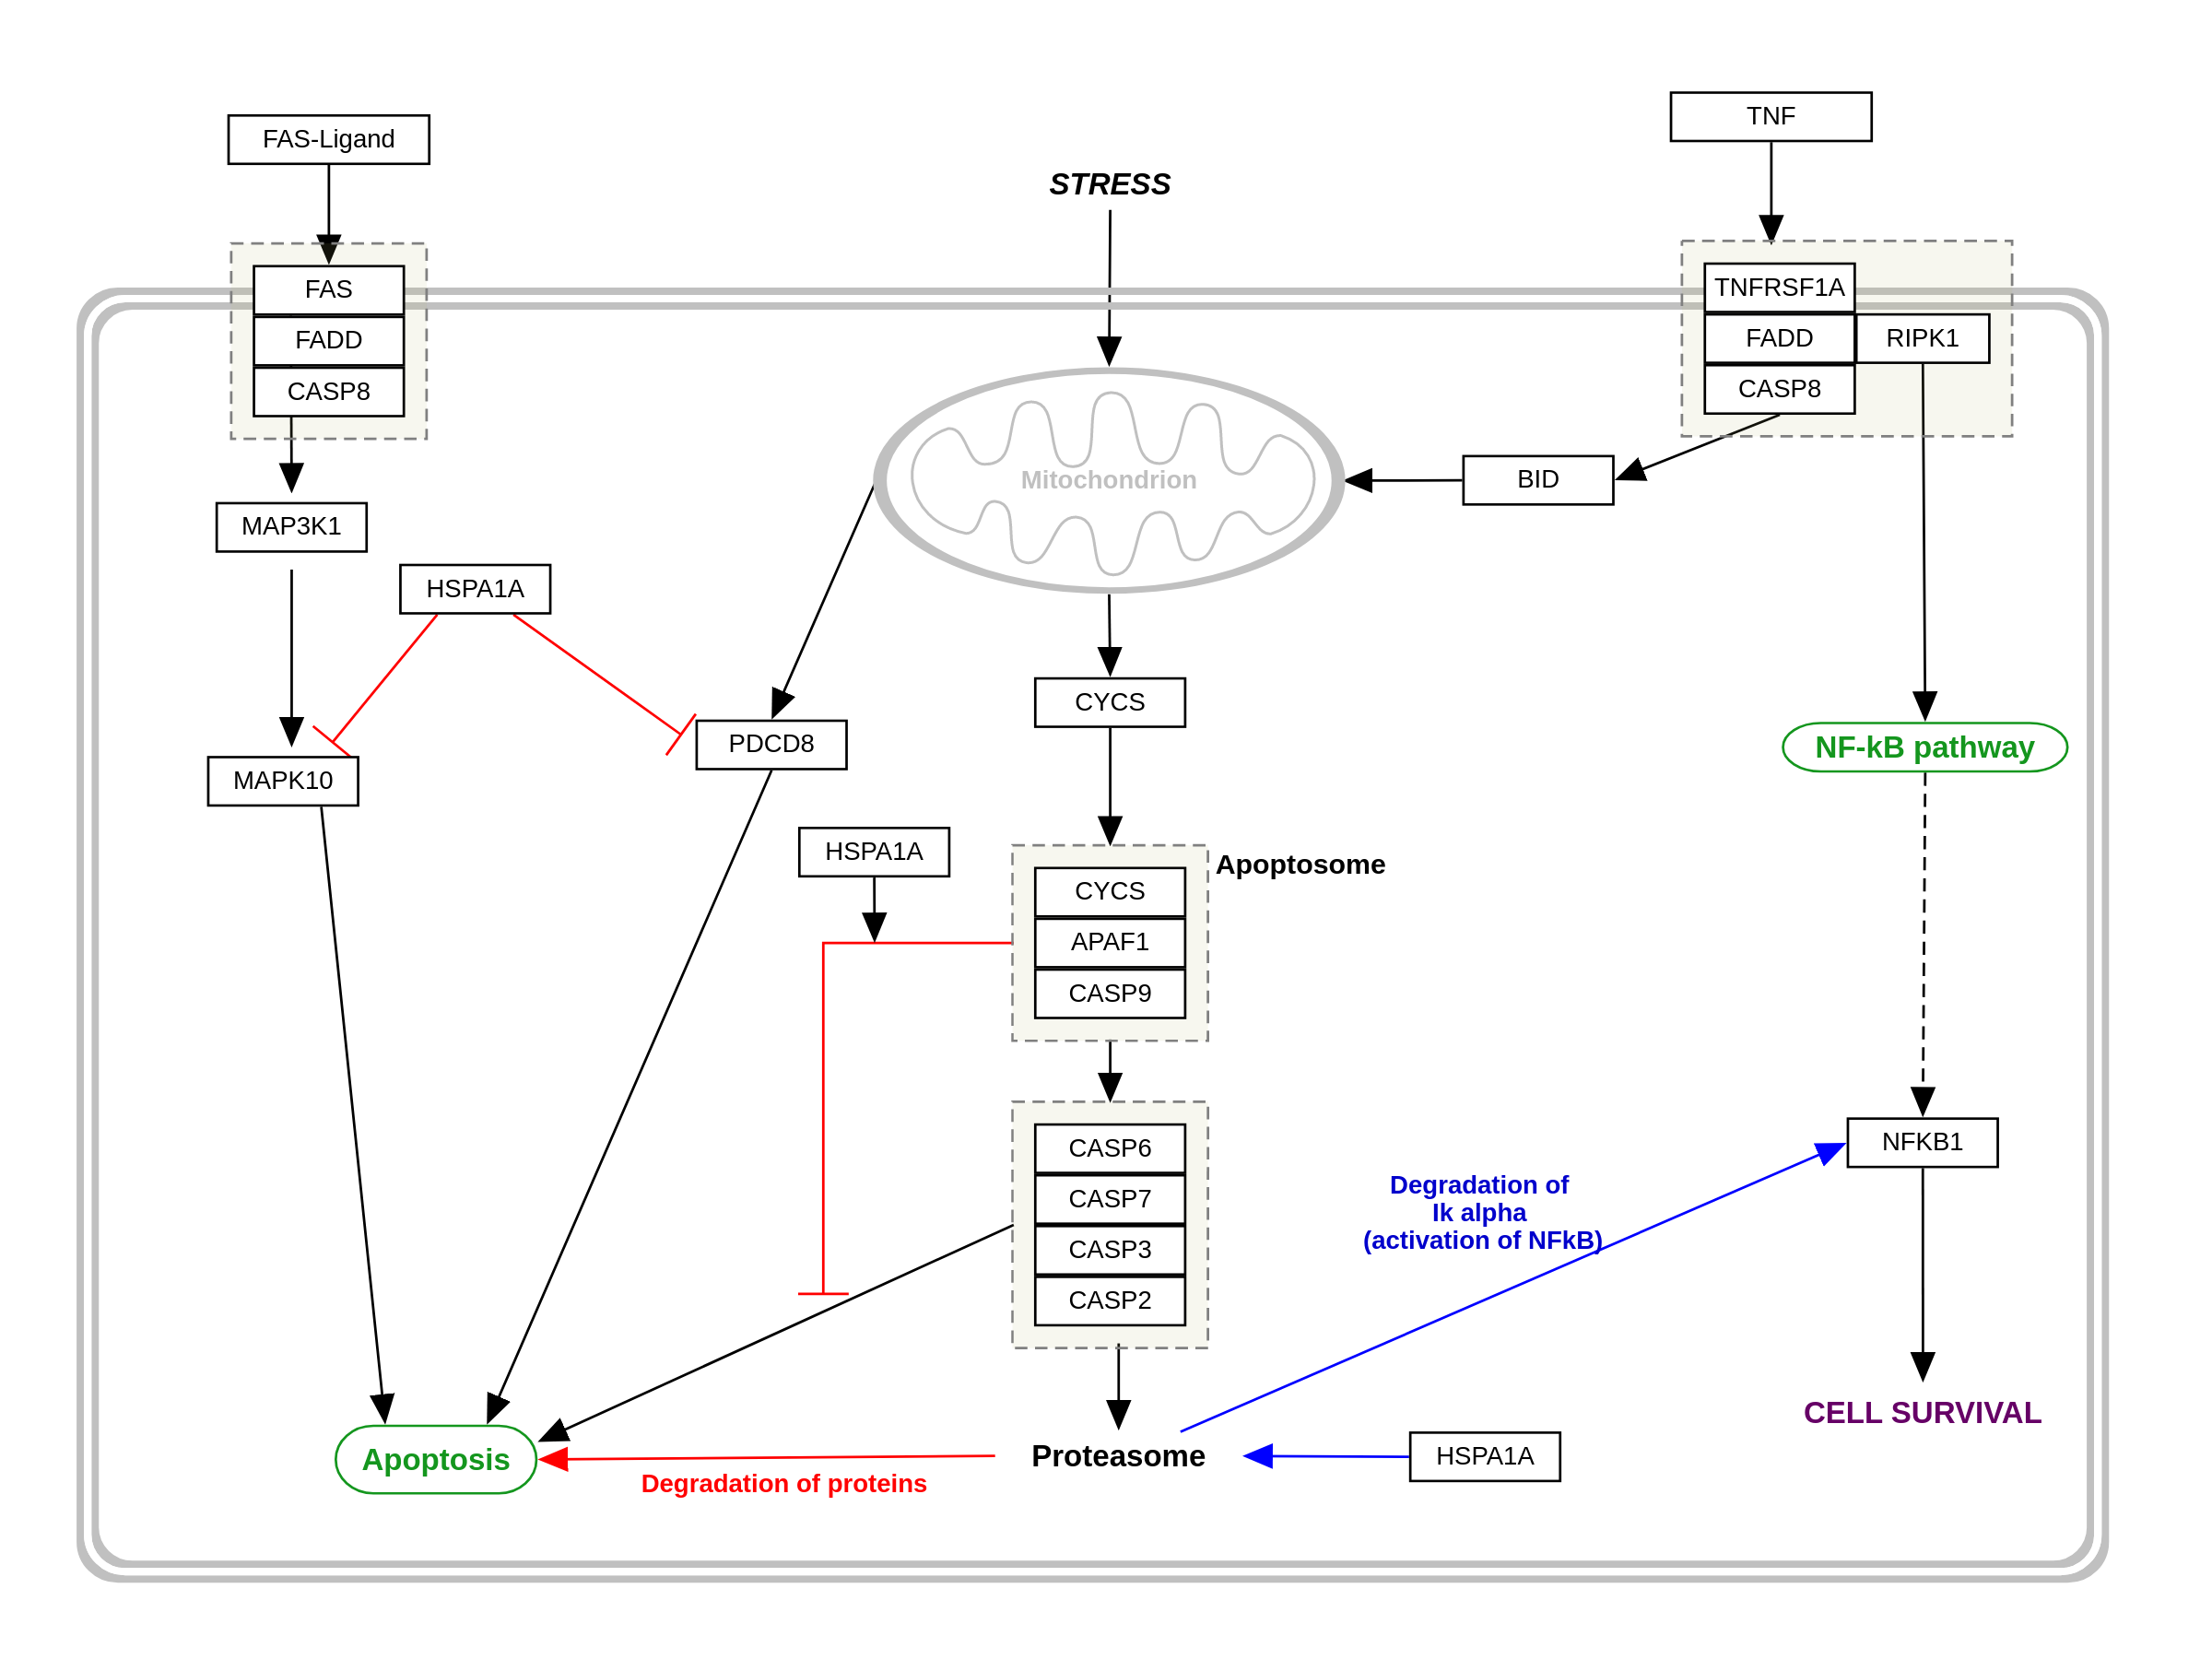 TNF
FAS-Ligand
STRESS
FAS
FADD
CASP8
TNFRSF1A
FADD
RIPK1
CASP8
Mitochondrion
BID
MAP3K1
HSPA1A
CYCS
PDCD8
NF-kB pathway
MAPK10
HSPA1A
Apoptosome
CYCS
APAF1
CASP9
CASP6
CASP7
CASP3
CASP2
NFKB1
Degradation of
Ik alpha
(activation of NFkB)
CELL SURVIVAL
Apoptosis
Proteasome
HSPA1A
Degradation of proteins